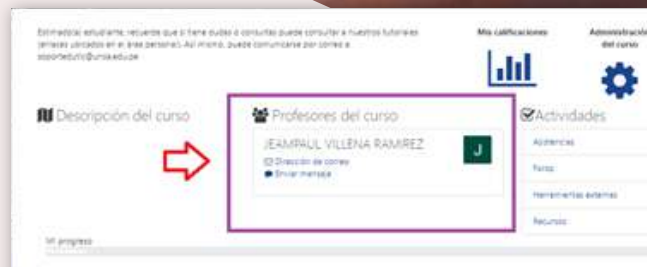 Estimado(a) estudiante, recuerde que si tiene dudas o consultas puede consultar a nuestros tutoriales
(enlaces ubicados en el área personal). Así mismo, puede comunicarse por correo a
soportedutic@unsa.edu.pe
Mis calificaciones
Administración
del curso
Descripción del curso
Profesores del curso
JEAMPAUL VILLENA RAMIREZ
Dirección de correo
Enviar mensaje
J
Actividades
Asistencias
Foros
Herramientas externas
Recursos
Mi progreso